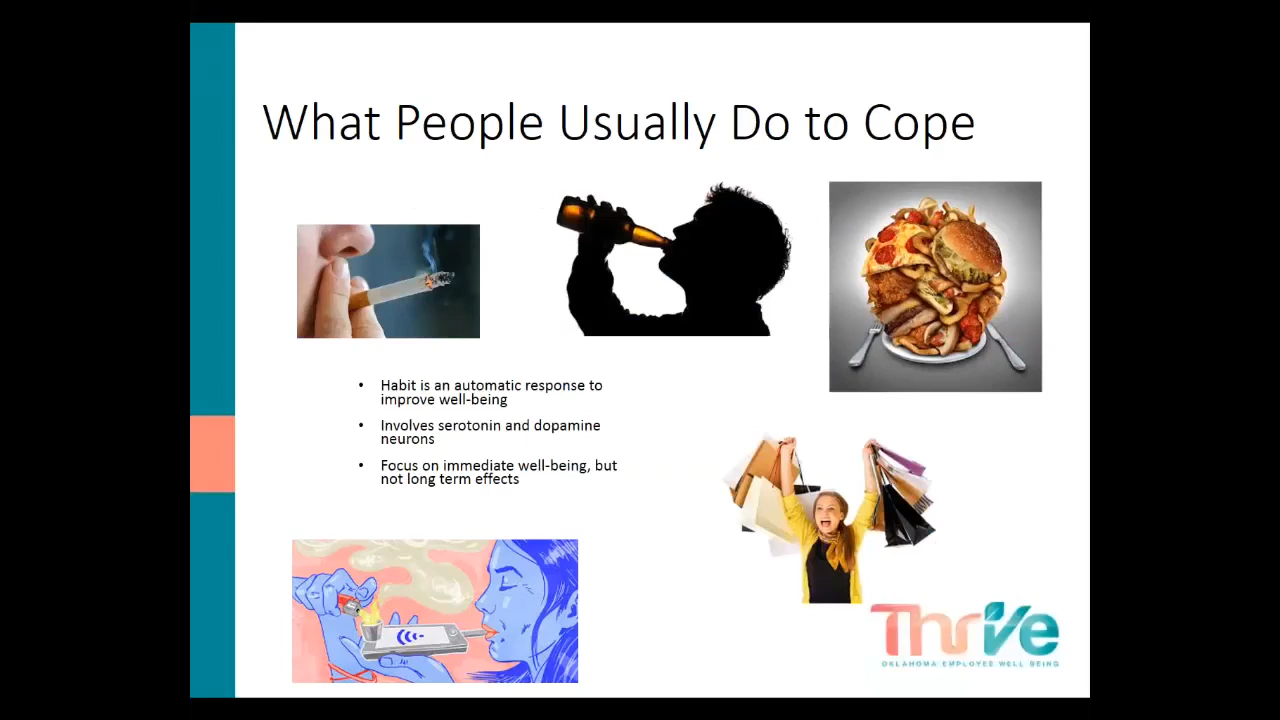 What People Usually Do to Cope
• Habit is an automatic response to
improve well-being
• Involves serotonin and dopamine
neurons
• Focus on immediate well-being, but
not long term effects
Thrive
OKLAHOMA EMPLOYEE WELL BEING